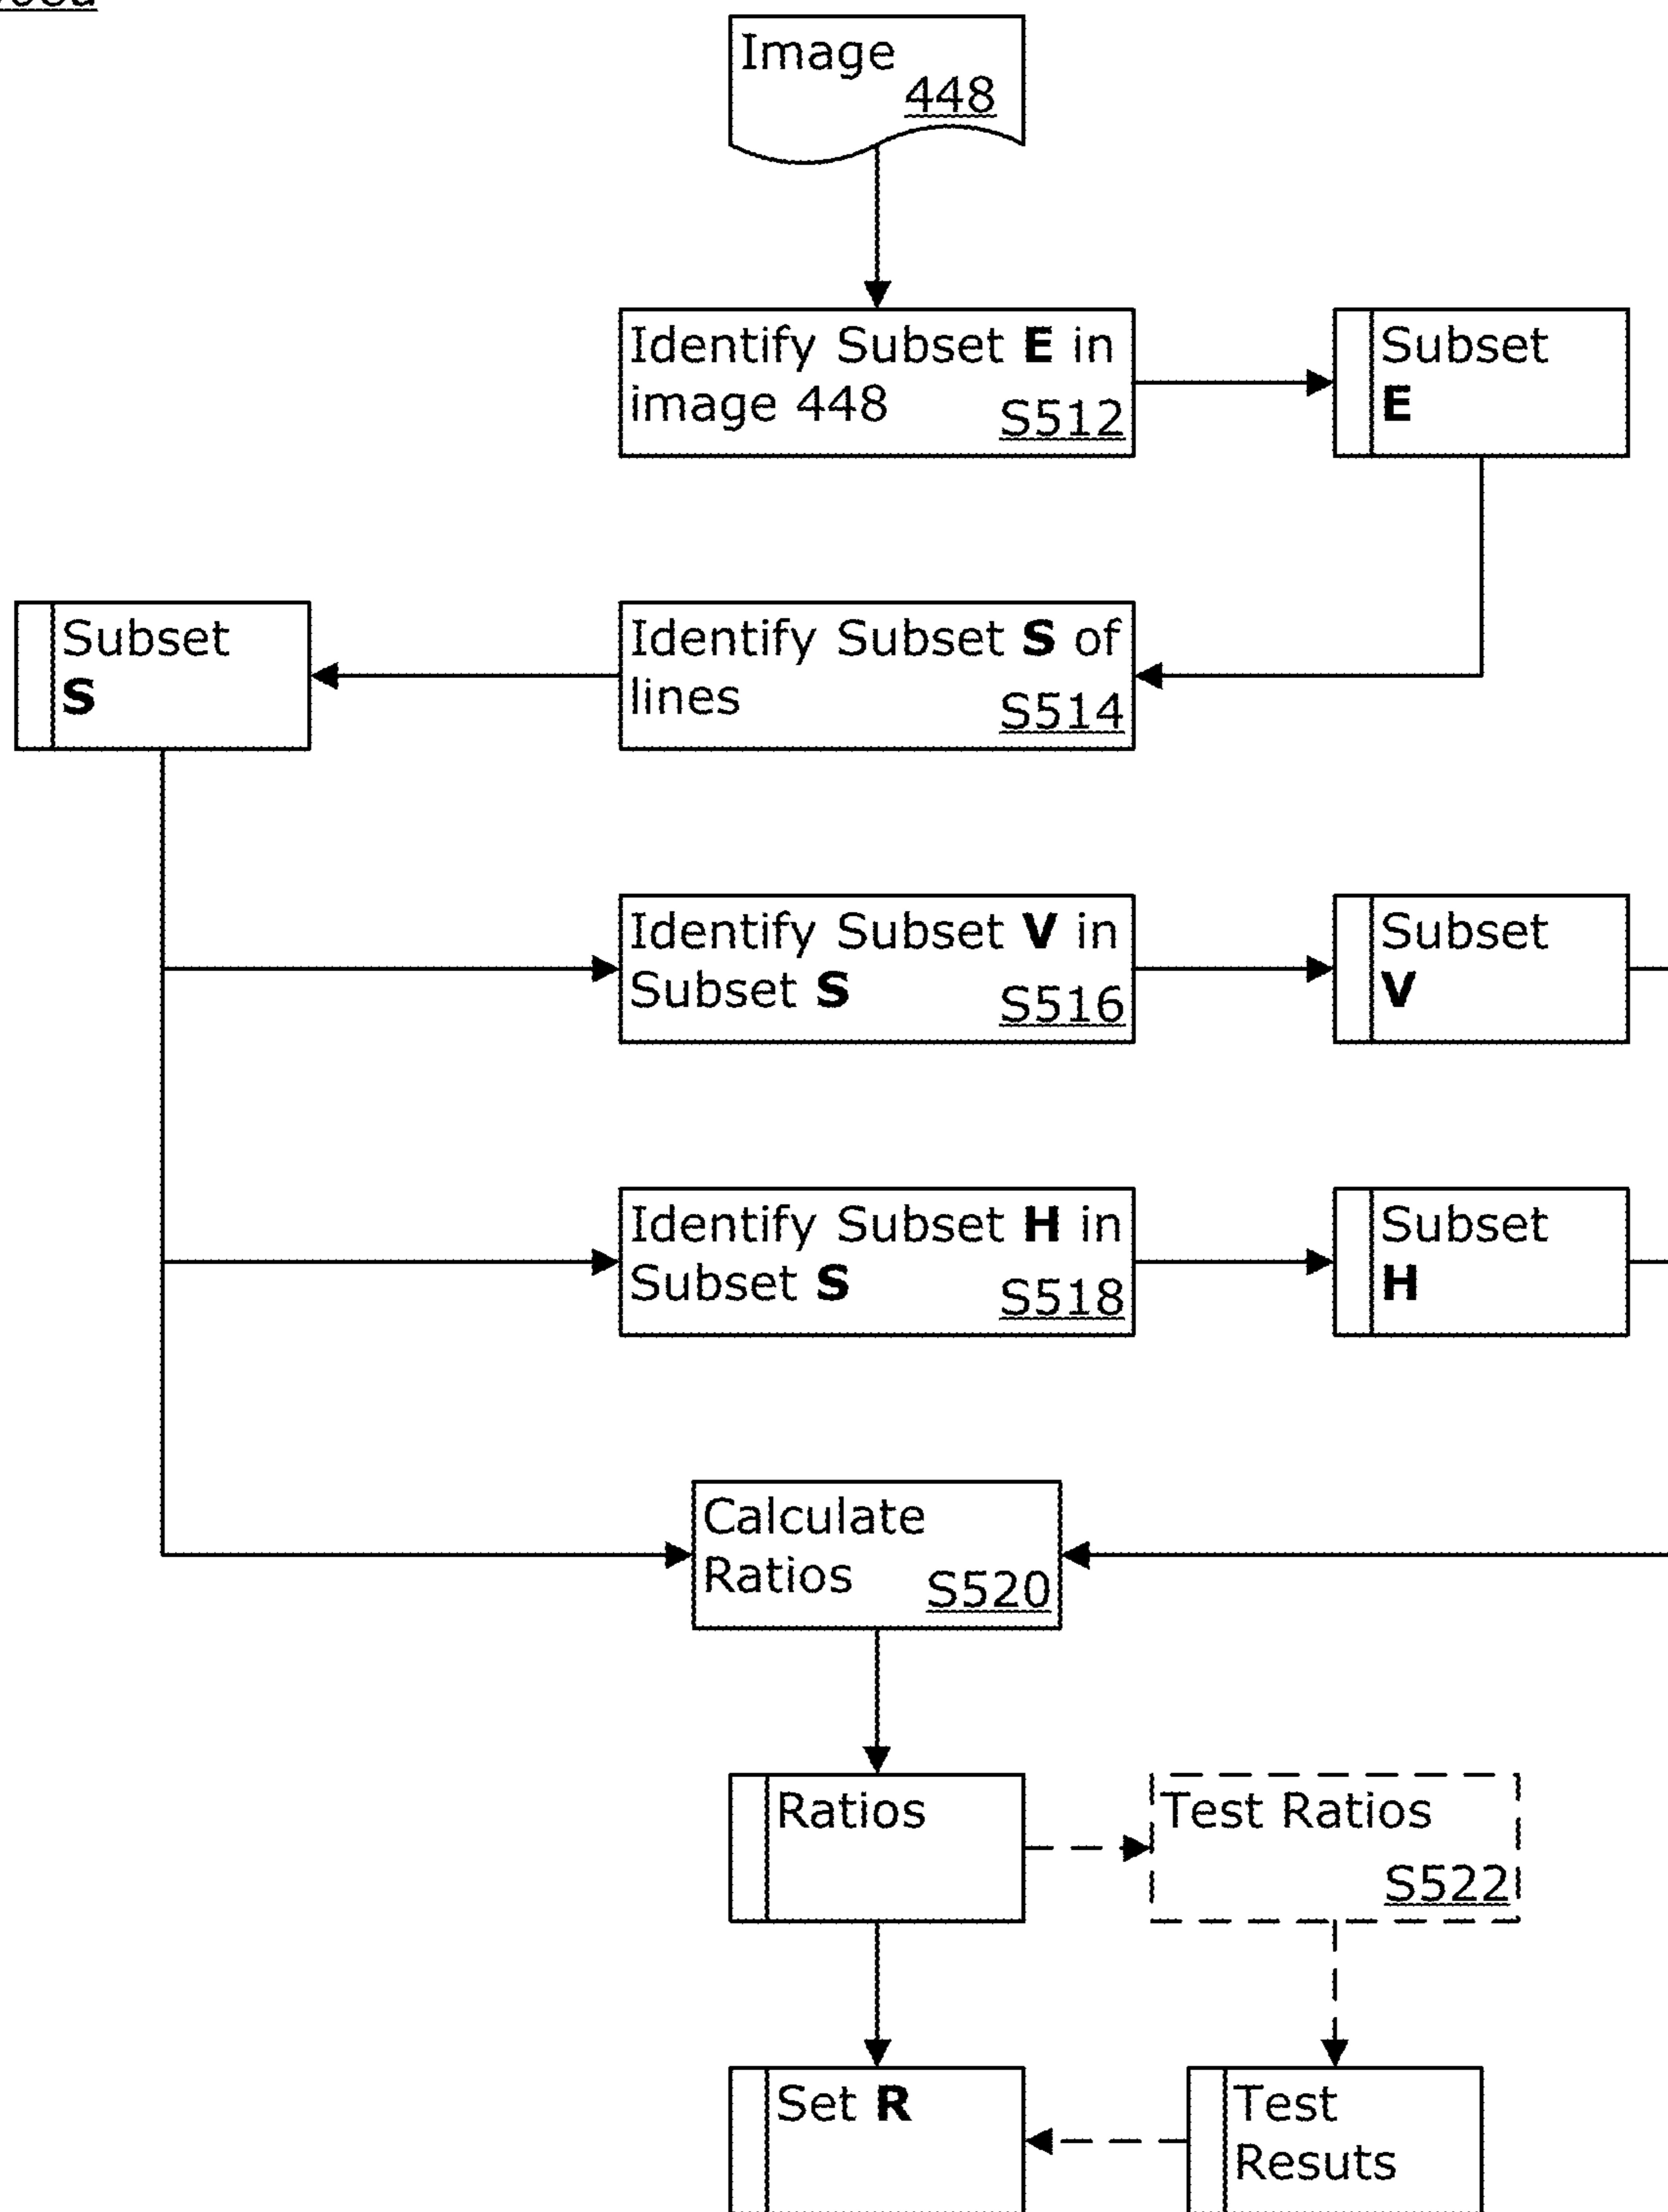 Image
448
Identify Subset E in
image 448
S512
Subset
E
Subset
S
Identify Subset S of
lines
S514
Identify Subset V in
Subset S
S516
Subset
V
Identify Subset H in
Subset S
S518
Subset
H
Calculate
Ratios
S520
Ratios
Test Ratios
S522
Set R
Test
Resuts